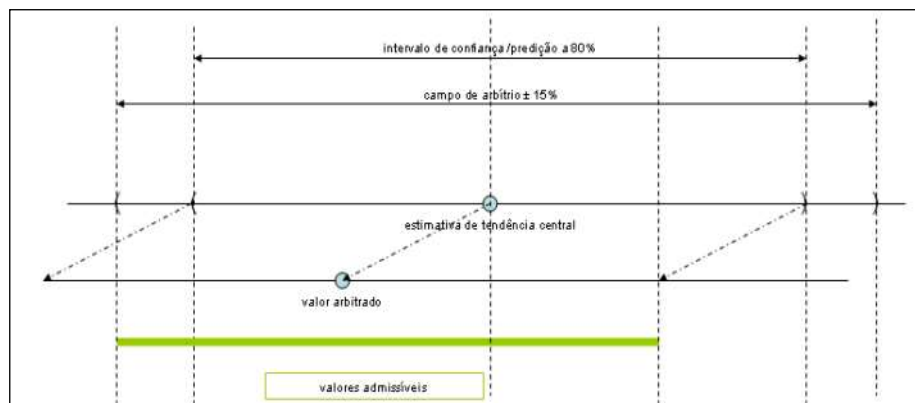 intervalo de confiança/predição a 80%
campo de arbítrio ± 15%
estimativa de tendência central
valor arbitrado
valores admissíveis